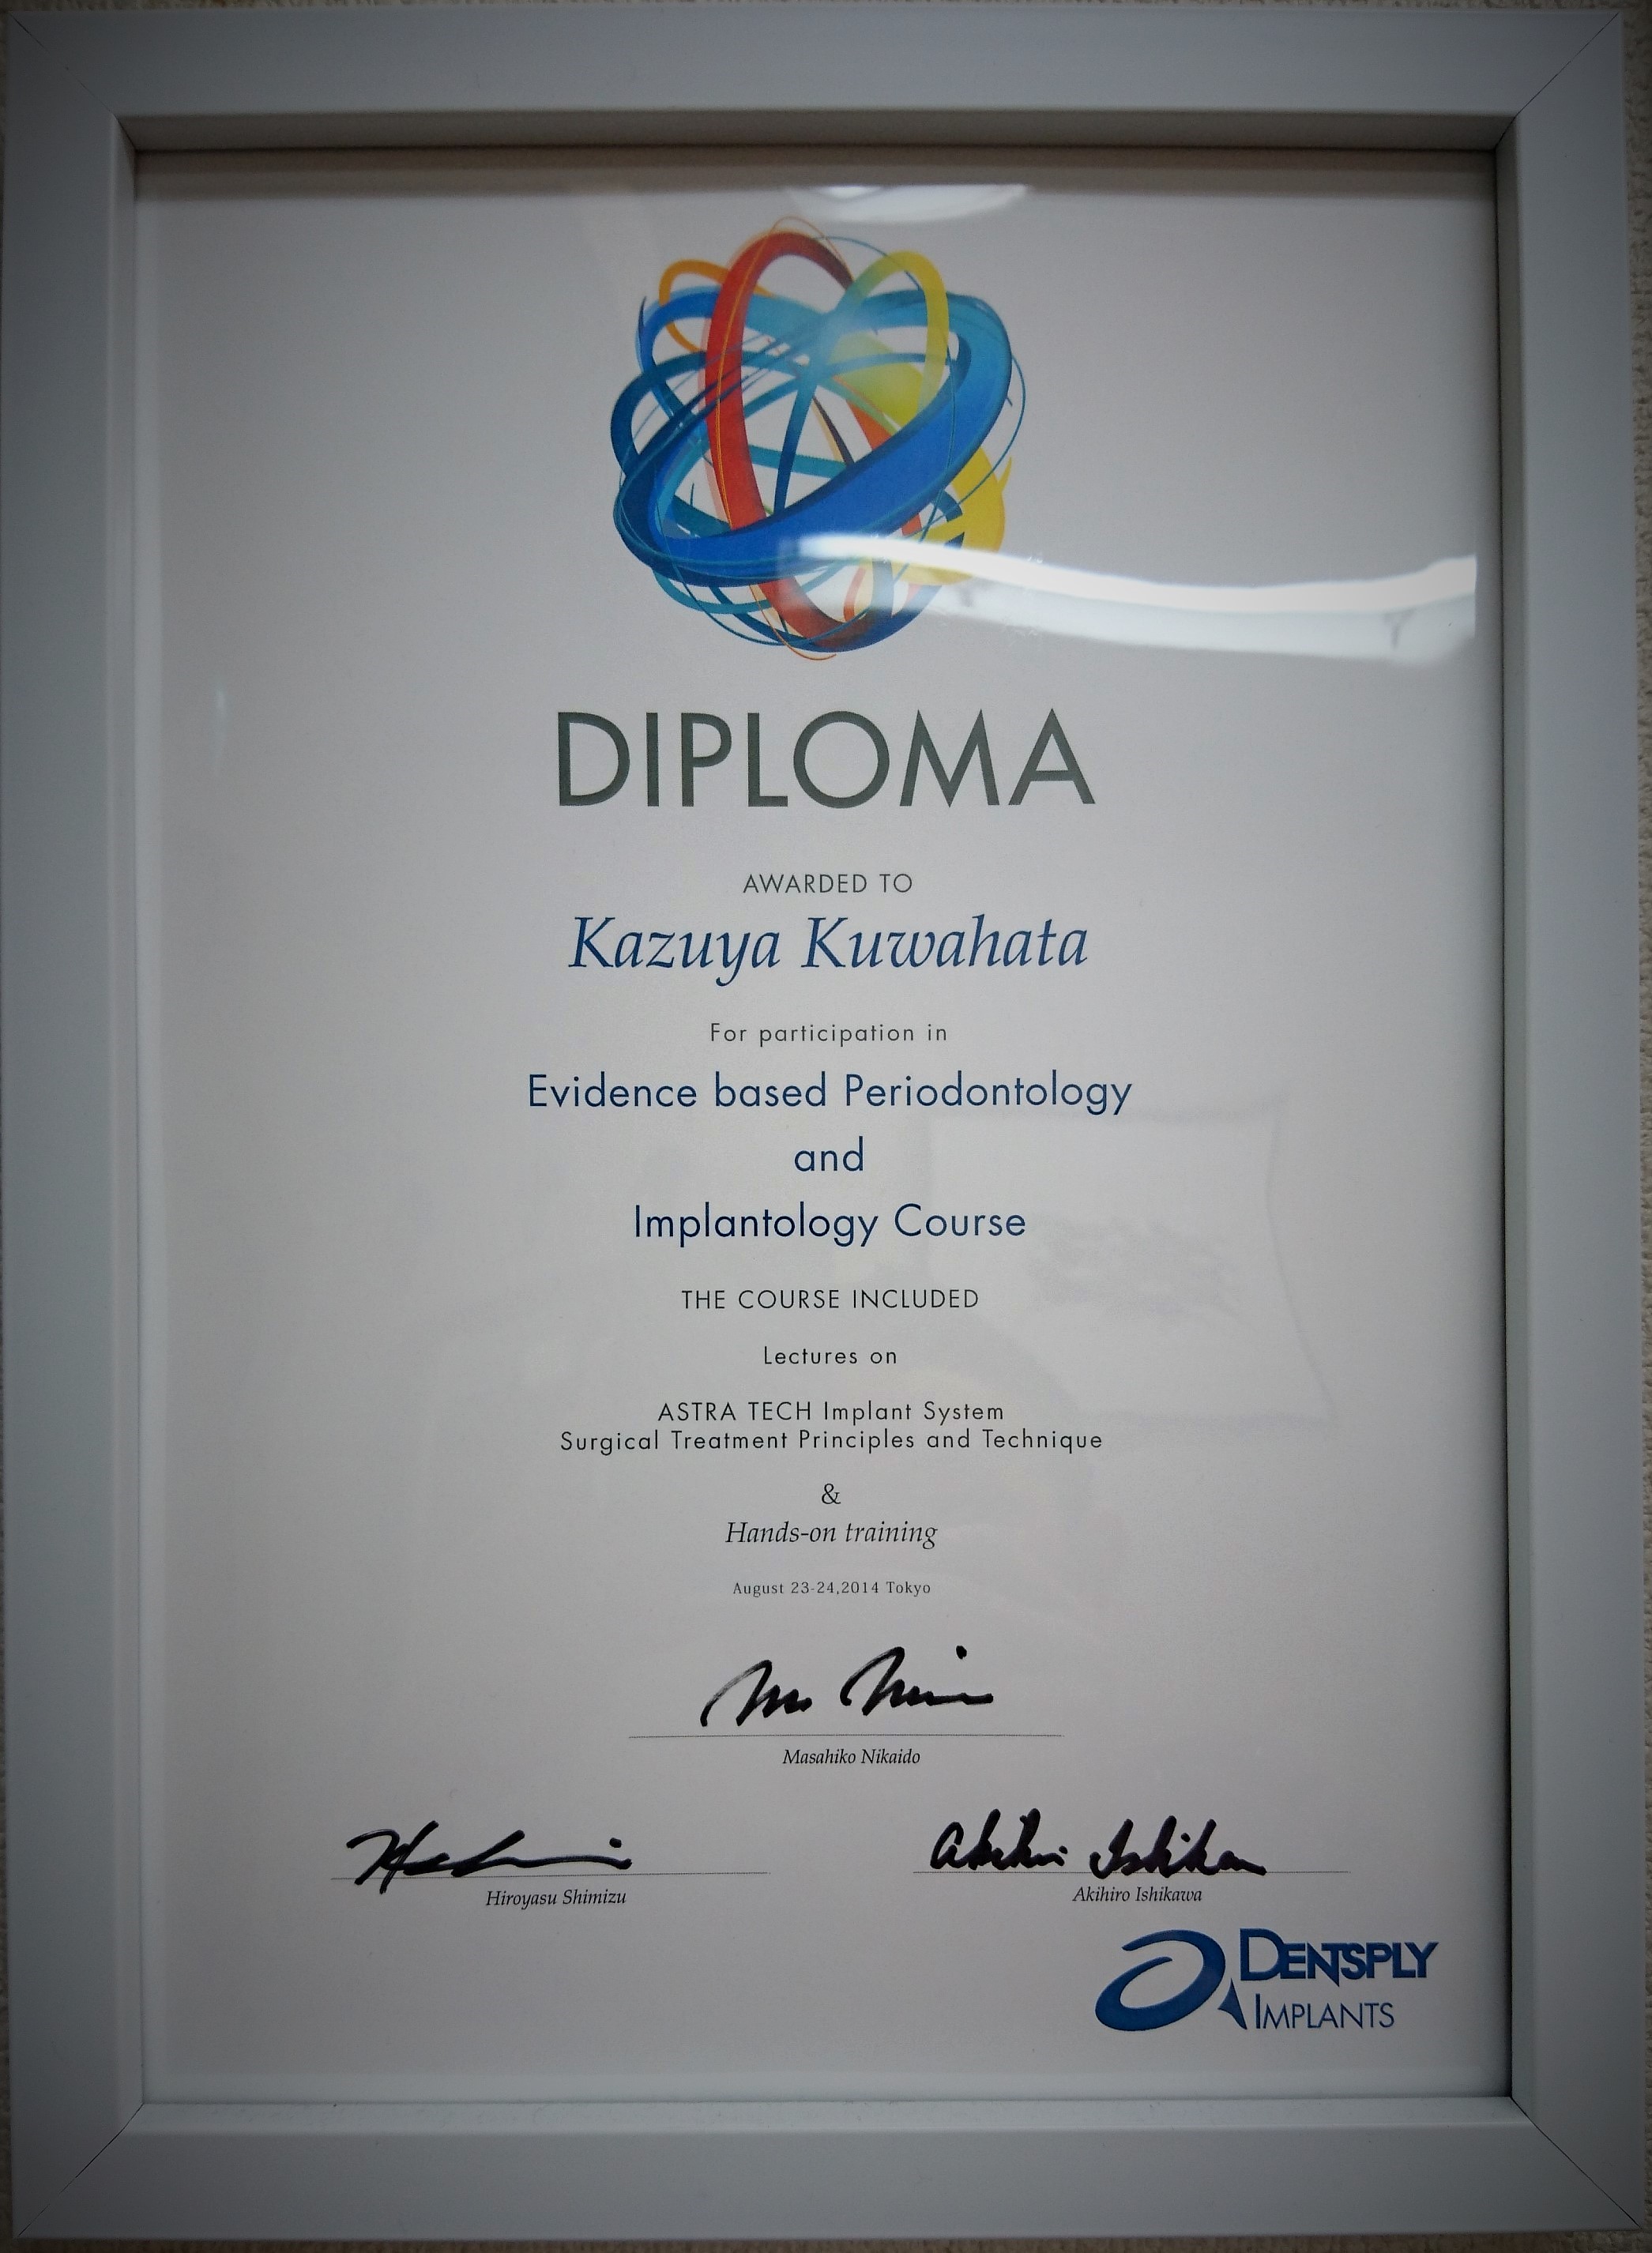 DIPLOMA
AWARDED TO
Kazuya Kuwahata
For participation in
Evidence based Periodontology
and
Implantology Course
THE COURSE INCLUDED
Lectures on
ASTRA TECH Implant System
Surgical Treatment Principles and Technique
&
Hands-on training
August 23-24,2014 Tokyo
Masahiko Nikaido
Akihiro Ishikawa
Hiroyasu Shimizu
Akihiro Ishikawa
DENTSPLY
IMPLANTS